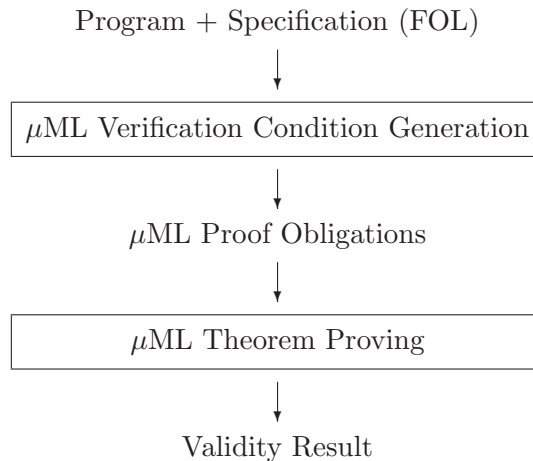 Program + Specification (FOL)
μML Verification Condition Generation
μML Proof Obligations
μML Theorem Proving
Validity Result